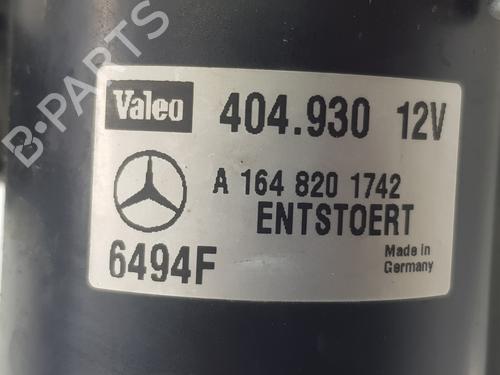 B-PARTS
Valeo 404.930 12V
A 164 820 1742
ENTSTOERT
6494F
Made in
Germany